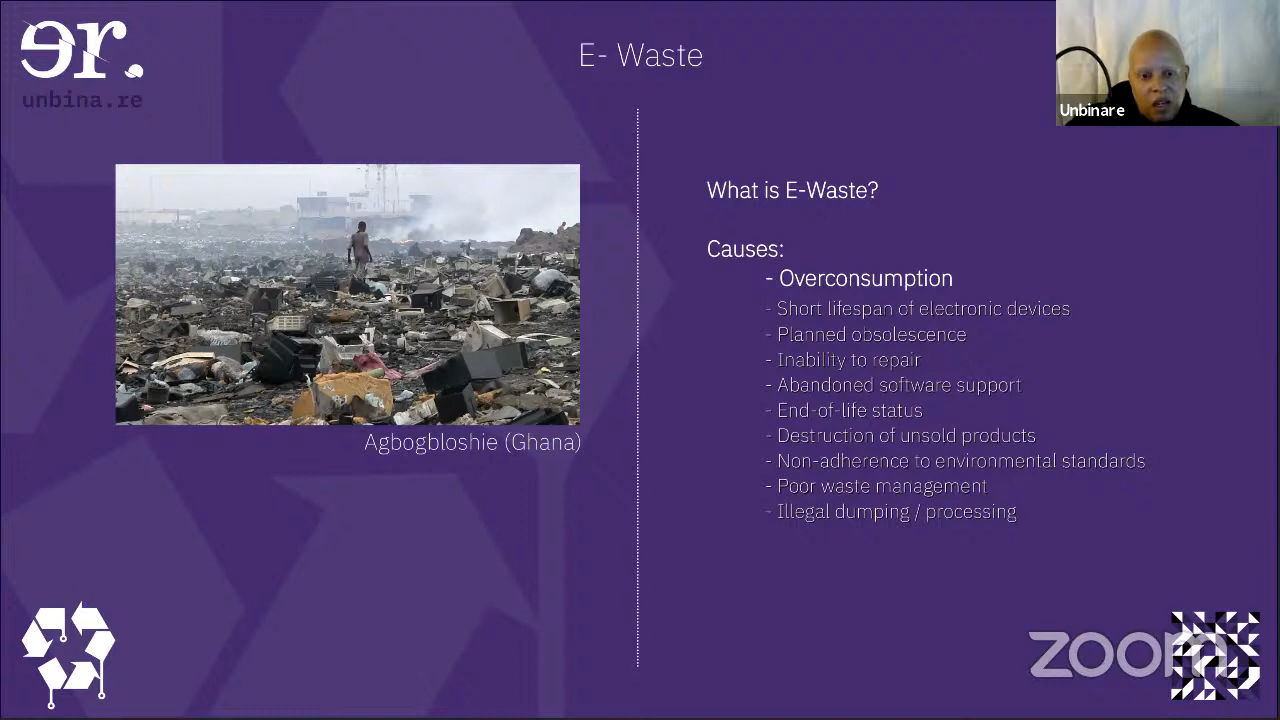 er.
unbina.re
E- Waste
Unbinare
What is E-Waste?
Causes:
- Overconsumption
- Short lifespan of electronic devices
- Planned obsolescence
- Inability to repair
- Abandoned software support
- End-of-life status
- Destruction of unsold products
- Non-adherence to environmental standards
- Poor waste management
- Illegal dumping / processing
Agbogbloshie (Ghana)
zoom